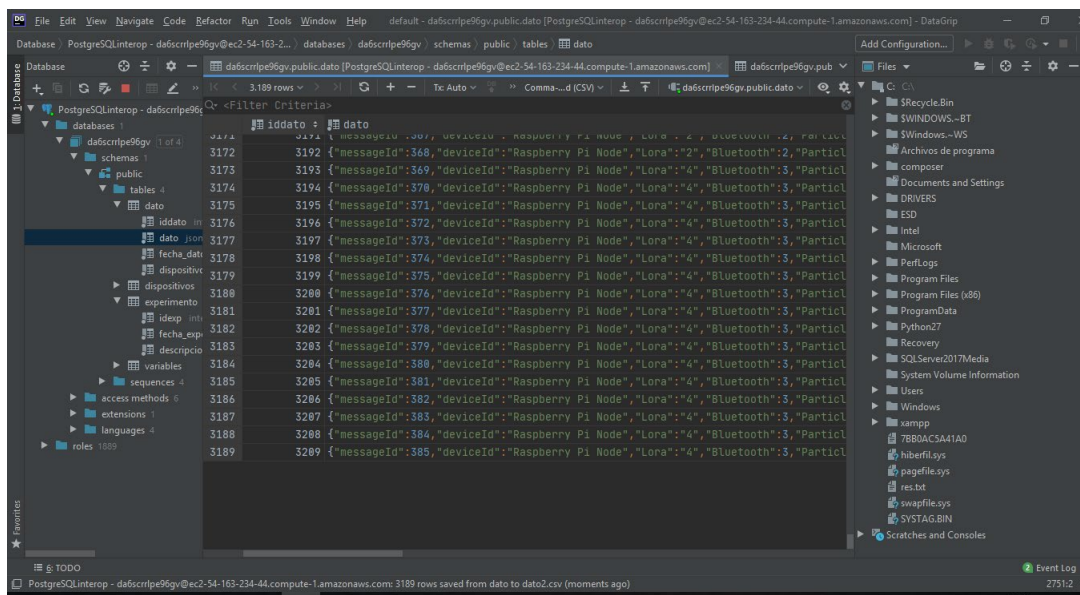 DG File Edit View Navigate Code Refactor Run Tools Window Help default - da6scrrlpe96gv.public.dato [PostgreSQLinterop - da6scrrlpe96gv@ec2-54-163-234-44.compute-1.amazonaws.com] - DataGrip
Database PostgreSQLinterop - da6scrrlpe96gv@ec2-54-163-2... databases da6scrrlpe96gv schemas public tables dato Add Configuration...
1: Database
Database
PostgreSQLinterop - da6scrrlpe96g
databases 1
da6scrrlpe96gv 1 of 4
schemas 1
public
tables 4
dato
iddato in
dato json
fecha_dato
dispositivo
dispositivos
experimento
idexp inte
fecha_expe
descripcio
variables
sequences 4
access methods 6
extensions 1
languages 4
roles 1889
Favorites
da6scrrlpe96gv.public.dato [PostgreSQLinterop - da6scrrlpe96gv@ec2-54-163-234-44.compute-1.amazonaws.com] da6scrrlpe96gv.pub
3.189 rows Tx: Auto Comma-...d (CSV) da6scrrlpe96gv.public.dato
<Filter Criteria>
iddato dato
3171 3191 {"messageId":367,"deviceId":"Raspberry Pi Node","Lora":"2","Bluetooth":2,"Particl
3172 3192 {"messageId":368,"deviceId":"Raspberry Pi Node","Lora":"2","Bluetooth":2,"Particl
3173 3193 {"messageId":369,"deviceId":"Raspberry Pi Node","Lora":"4","Bluetooth":3,"Particl
3174 3194 {"messageId":370,"deviceId":"Raspberry Pi Node","Lora":"4","Bluetooth":3,"Particl
3175 3195 {"messageId":371,"deviceId":"Raspberry Pi Node","Lora":"4","Bluetooth":3,"Particl
3176 3196 {"messageId":372,"deviceId":"Raspberry Pi Node","Lora":"4","Bluetooth":3,"Particl
3177 3197 {"messageId":373,"deviceId":"Raspberry Pi Node","Lora":"4","Bluetooth":3,"Particl
3178 3198 {"messageId":374,"deviceId":"Raspberry Pi Node","Lora":"4","Bluetooth":3,"Particl
3179 3199 {"messageId":375,"deviceId":"Raspberry Pi Node","Lora":"4","Bluetooth":3,"Particl
3180 3200 {"messageId":376,"deviceId":"Raspberry Pi Node","Lora":"4","Bluetooth":3,"Particl
3181 3201 {"messageId":377,"deviceId":"Raspberry Pi Node","Lora":"4","Bluetooth":3,"Particl
3182 3202 {"messageId":378,"deviceId":"Raspberry Pi Node","Lora":"4","Bluetooth":3,"Particl
3183 3203 {"messageId":379,"deviceId":"Raspberry Pi Node","Lora":"4","Bluetooth":3,"Particl
3184 3204 {"messageId":380,"deviceId":"Raspberry Pi Node","Lora":"4","Bluetooth":3,"Particl
3185 3205 {"messageId":381,"deviceId":"Raspberry Pi Node","Lora":"4","Bluetooth":3,"Particl
3186 3206 {"messageId":382,"deviceId":"Raspberry Pi Node","Lora":"4","Bluetooth":3,"Particl
3187 3207 {"messageId":383,"deviceId":"Raspberry Pi Node","Lora":"4","Bluetooth":3,"Particl
3188 3208 {"messageId":384,"deviceId":"Raspberry Pi Node","Lora":"4","Bluetooth":3,"Particl
3189 3209 {"messageId":385,"deviceId":"Raspberry Pi Node","Lora":"4","Bluetooth":3,"Particl
Files
C: C:\
$Recycle.Bin
$WINDOWS.~BT
$Windows.~WS
Archivos de programa
composer
Documents and Settings
DRIVERS
ESD
Intel
Microsoft
PerfLogs
Program Files
Program Files (x86)
ProgramData
Python27
Recovery
SQLServer2017Media
System Volume Information
Users
Windows
xampp
7BB0AC5A41A0
hiberfil.sys
pagefile.sys
res.txt
swapfile.sys
SYSTAG.BIN
Scratches and Consoles
6: TODO 2 Event Log
PostgreSQLinterop - da6scrrlpe96gv@ec2-54-163-234-44.compute-1.amazonaws.com: 3189 rows saved from dato to dato2.csv (moments ago) 2751:2